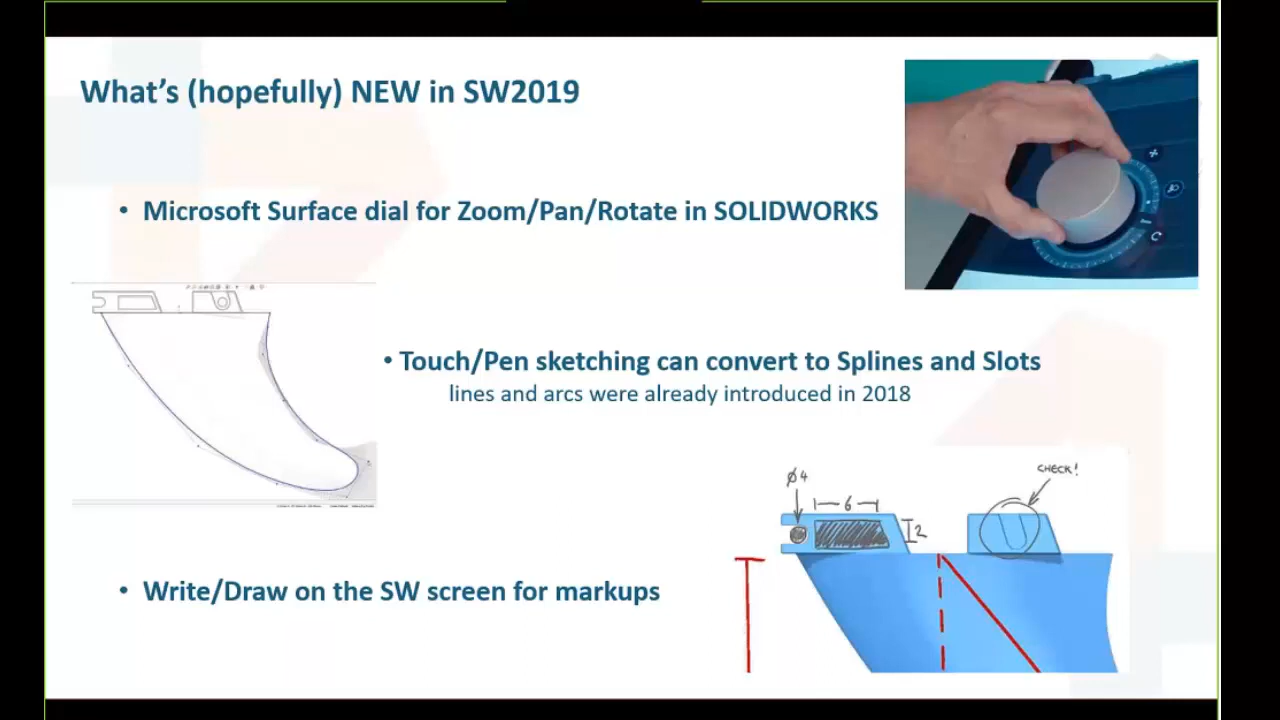 What's (hopefully) NEW in SW2019
• Microsoft Surface dial for Zoom/Pan/Rotate in SOLIDWORKS
• Touch/Pen sketching can convert to Splines and Slots
lines and arcs were already introduced in 2018
CHECK!
Ø4
6
2
• Write/Draw on the SW screen for markups